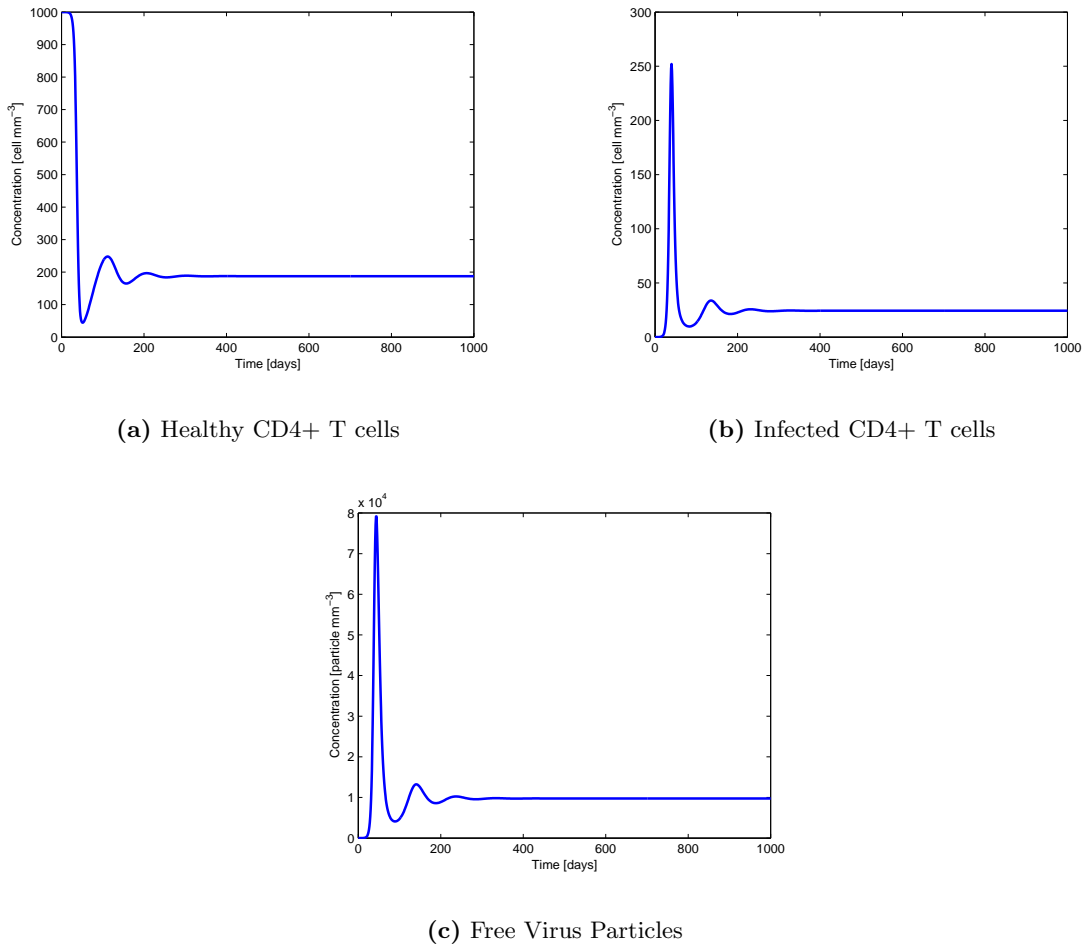 1000
900
800
700
600
500
400
300
200
100
0
Concentration [cell mm⁻³]
0 200 400 600 800 1000
Time [days]
(a) Healthy CD4+ T cells
300
250
200
150
100
50
0
Concentration [cell mm⁻³]
0 200 400 600 800 1000
Time [days]
(b) Infected CD4+ T cells
x 10⁴
8
7
6
5
4
3
2
1
0
Concentration [particle mm⁻³]
0 200 400 600 800 1000
Time [days]
(c) Free Virus Particles